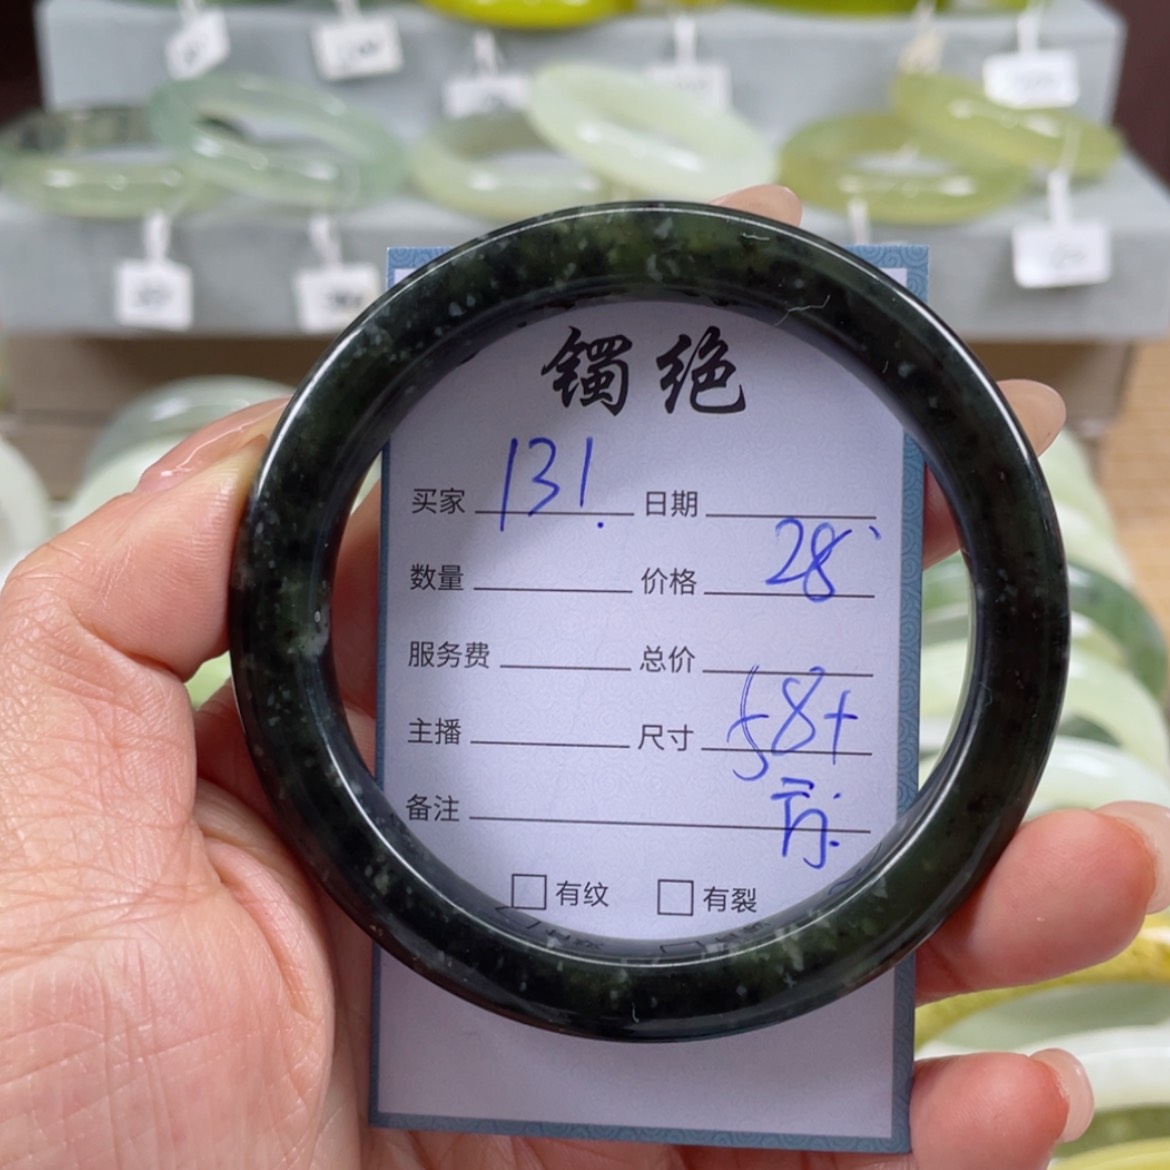 镯绝
买家 131. 日期
数量 价格 28
服务费 总价
主播 尺寸 58+
备注
有纹 有裂